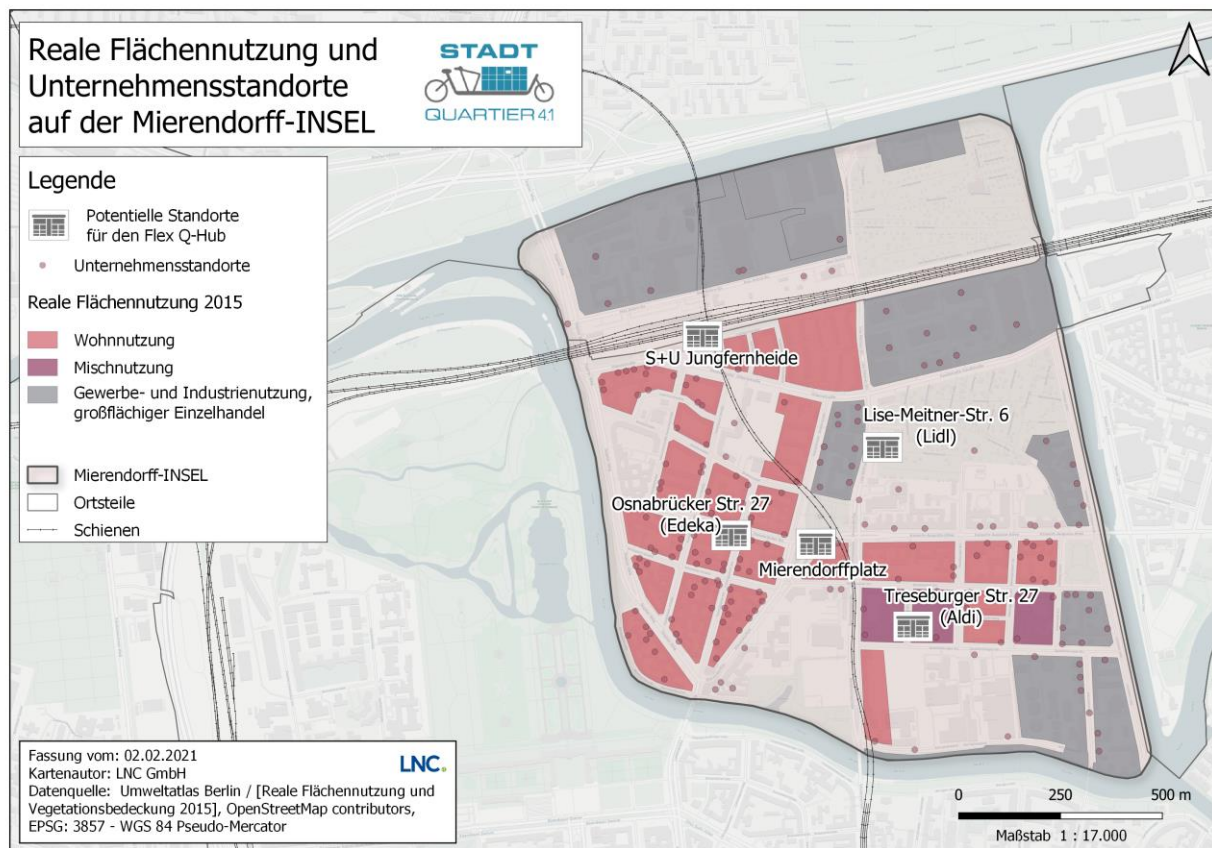 Reale Flächennutzung und
Unternehmensstandorte
auf der Mierendorff-INSEL
STADT
QUARTIER 4.1
Legende
Potentielle Standorte
für den Flex Q-Hub
Unternehmensstandorte
Reale Flächennutzung 2015
Wohnnutzung
Mischnutzung
Gewerbe- und Industrienutzung,
großflächiger Einzelhandel
Mierendorff-INSEL
Ortsteile
Schienen
S+U Jungfernheide
Lise-Meitner-Str. 6
(Lidl)
Osnabrücker Str. 27
(Edeka)
Mierendorffplatz
Treseburger Str. 27
(Aldi)
Fassung vom: 02.02.2021
Kartenautor: LNC GmbH
LNC.
Datenquelle: Umweltatlas Berlin / [Reale Flächennutzung und
Vegetationsbedeckung 2015], OpenStreetMap contributors,
EPSG: 3857 - WGS 84 Pseudo-Mercator
0 250 500 m
Maßstab 1 : 17.000